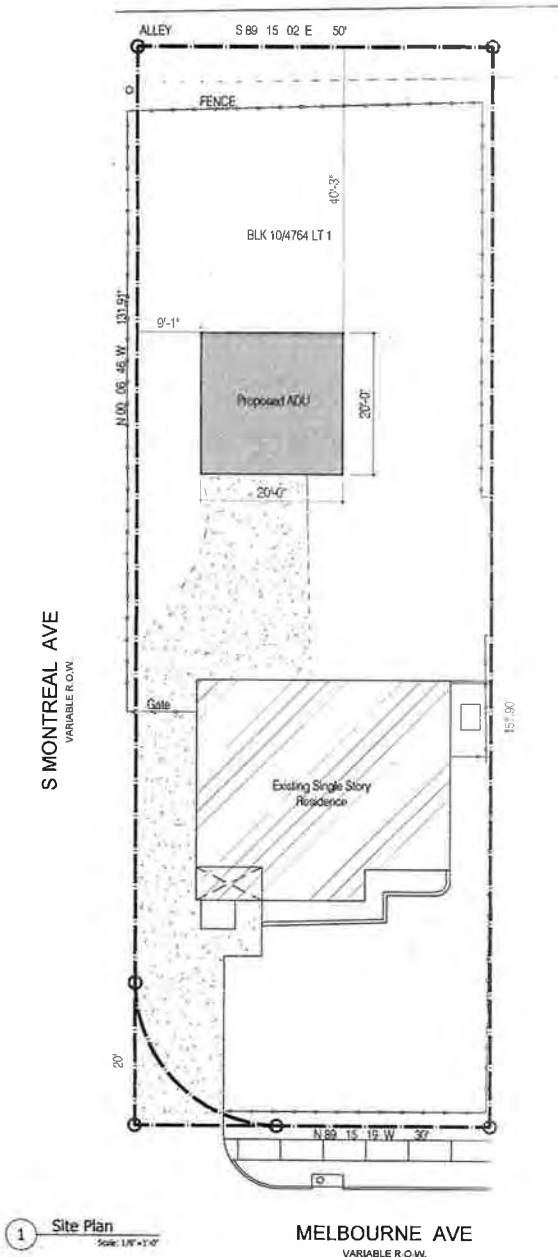 ALLEY S 89 15 02 E 50'
FENCE
40'-3"
BLK 10/4764 LT 1
N 00 06 46 W 131.91'
9'-1"
Proposed ADU
20'-0"
20'-0"
S MONTREAL AVE
VARIABLE R.O.W.
Gate
151'.90
Existing Single Story
Residence
20'
N 89 15 19 W 30'
1 Site Plan
MELBOURNE AVE
VARIABLE R.O.W.